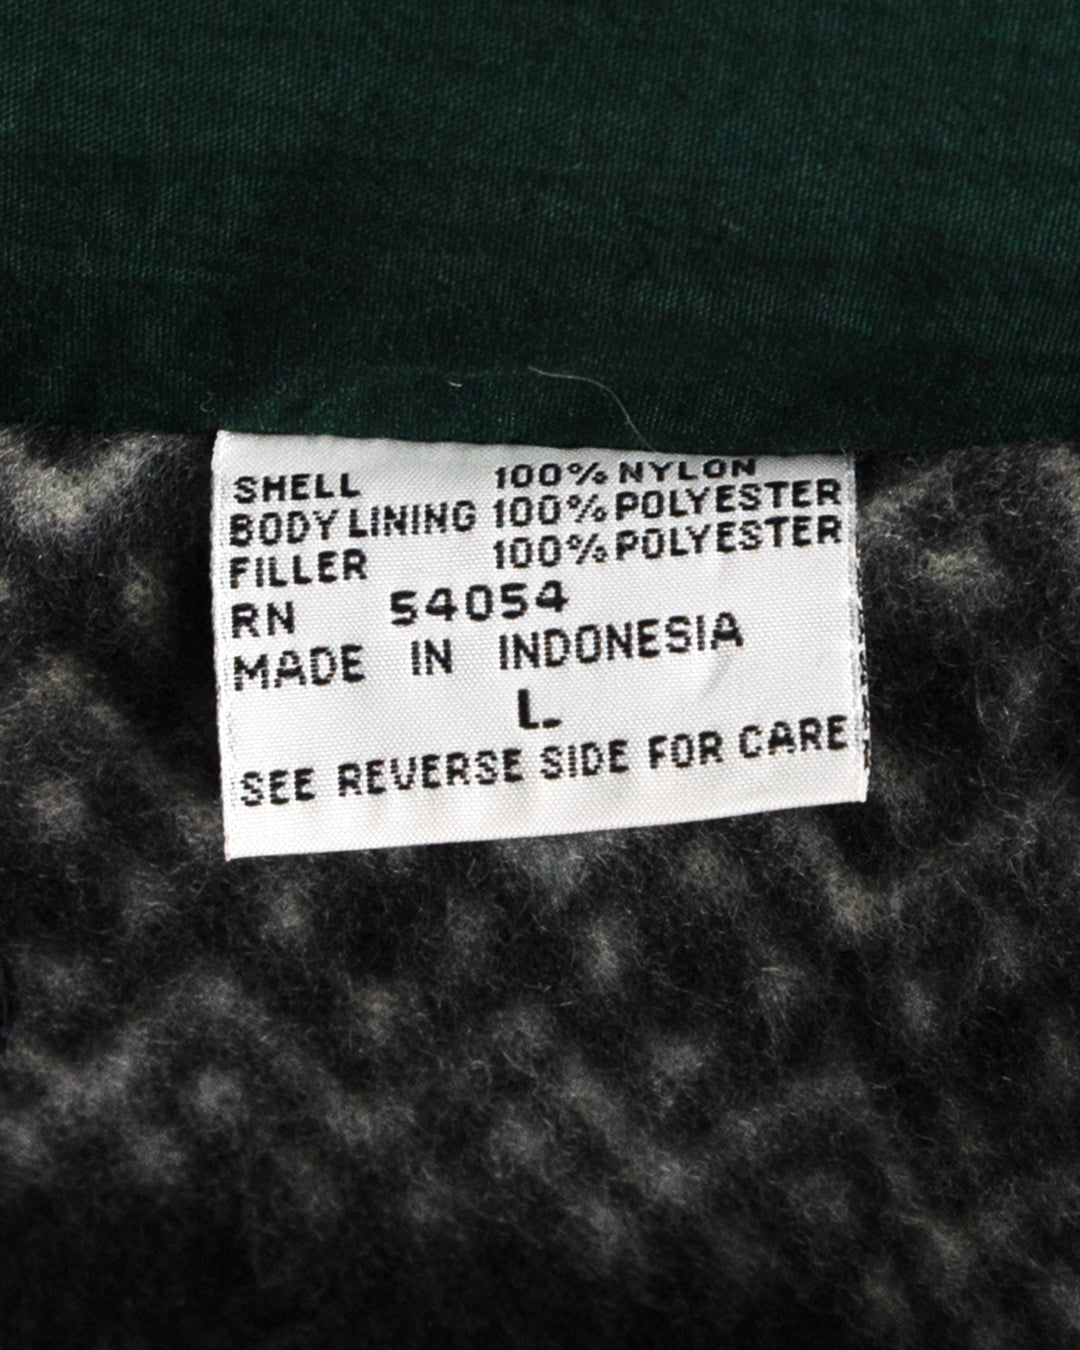 SHELL 100% NYLON
BODY LINING 100% POLYESTER
FILLER 100% POLYESTER
RN 54054
MADE IN INDONESIA
L
SEE REVERSE SIDE FOR CARE